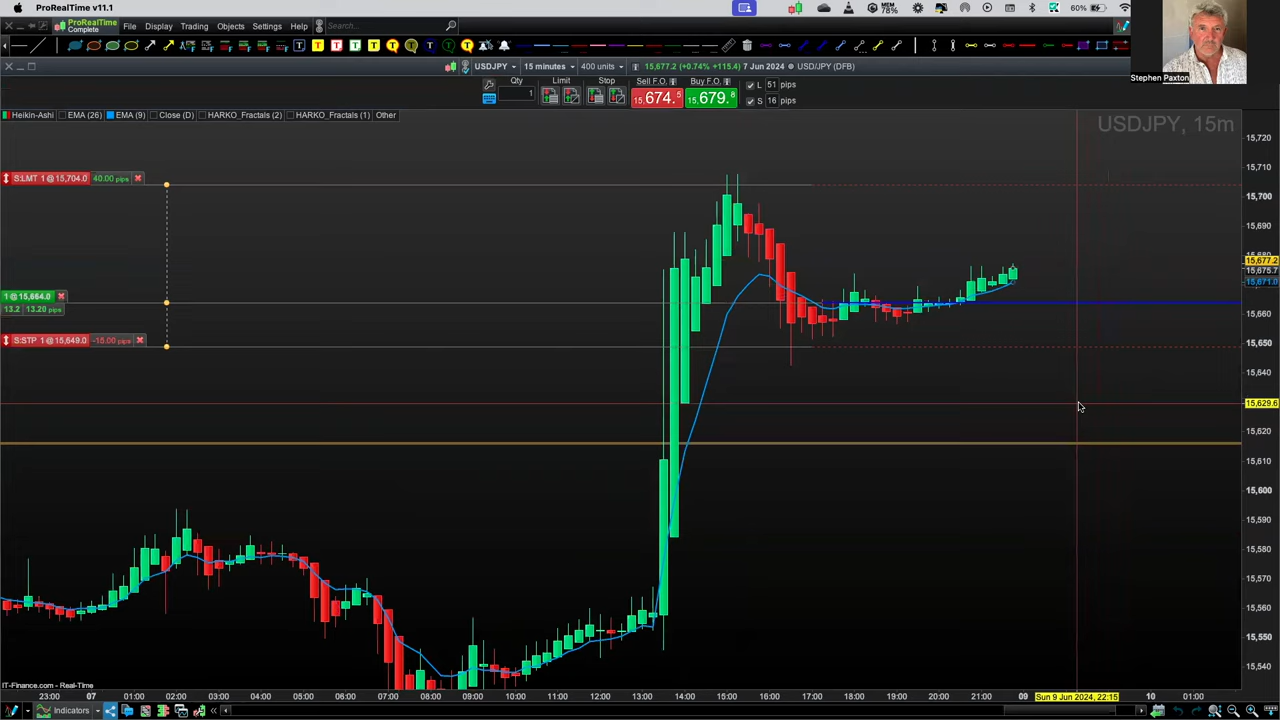 ProRealTime v11.1
MEM 78%
60%
ProRealTime Complete
File Display Trading Objects Settings Help
Search...
USDJPY 15 minutes 400 units 15,677.2 (+0.74% +115.4) 7 Jun 2024 USD/JPY (DFB)
Qty Limit Stop Sell F.O. Buy F.O. L 51 pips
1 15,674.5 15,679.8 S 16 pips
Heikin-Ashi EMA (26) EMA (9) Close (D) HARKO_Fractals (2) HARKO_Fractals (1) Other
Stephen Paxton
USDJPY, 15m
15,720
15,710
S:LMT 1 @ 15,704.0 40.00 pips
15,700
15,690
15,677.2
15,675.7
15,671.0
1 @ 15,664.0
13.2 13.20 pips
15,660
S:STP 1 @ 15,649.0 -15.00 pips
15,650
15,640
15,629.6
15,620
15,610
15,600
15,590
15,580
15,570
15,560
15,550
15,540
IT-Finance.com - Real-Time
23:00 07 01:00 02:00 03:00 04:00 05:00 06:00 07:00 08:00 09:00 10:00 11:00 12:00 13:00 14:00 15:00 16:00 17:00 18:00 19:00 20:00 21:00 09 Sun 9 Jun 2024, 22:15 10 01:00
Indicators